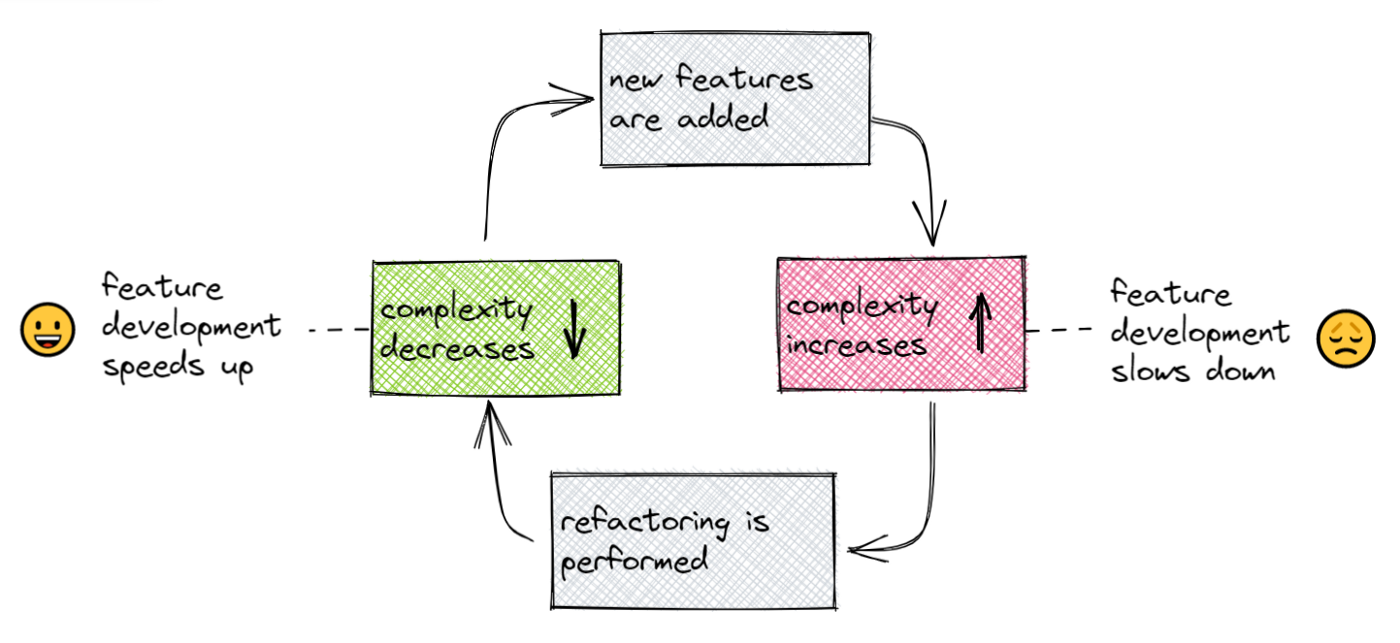 new features
are added
complexity
decreases
complexity
increases
feature
development
speeds up
feature
development
slows down
refactoring is
performed